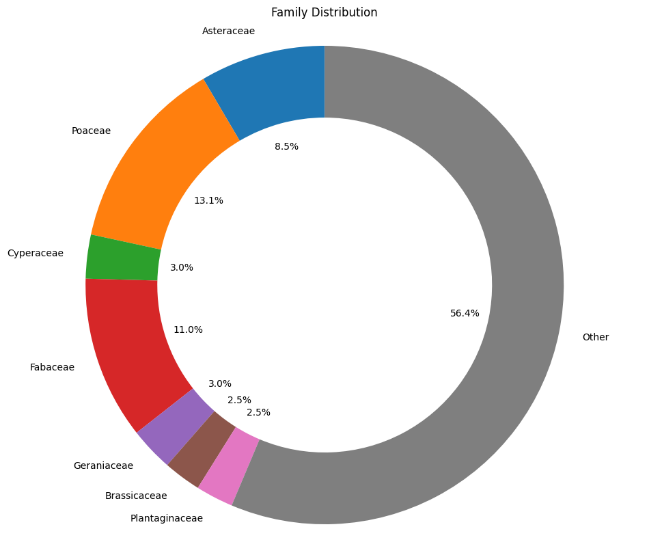 Family Distribution
Asteraceae
8.5%
Poaceae
13.1%
Cyperaceae
3.0%
Fabaceae
11.0%
Geraniaceae
3.0%
Brassicaceae
2.5%
Plantaginaceae
2.5%
Other
56.4%